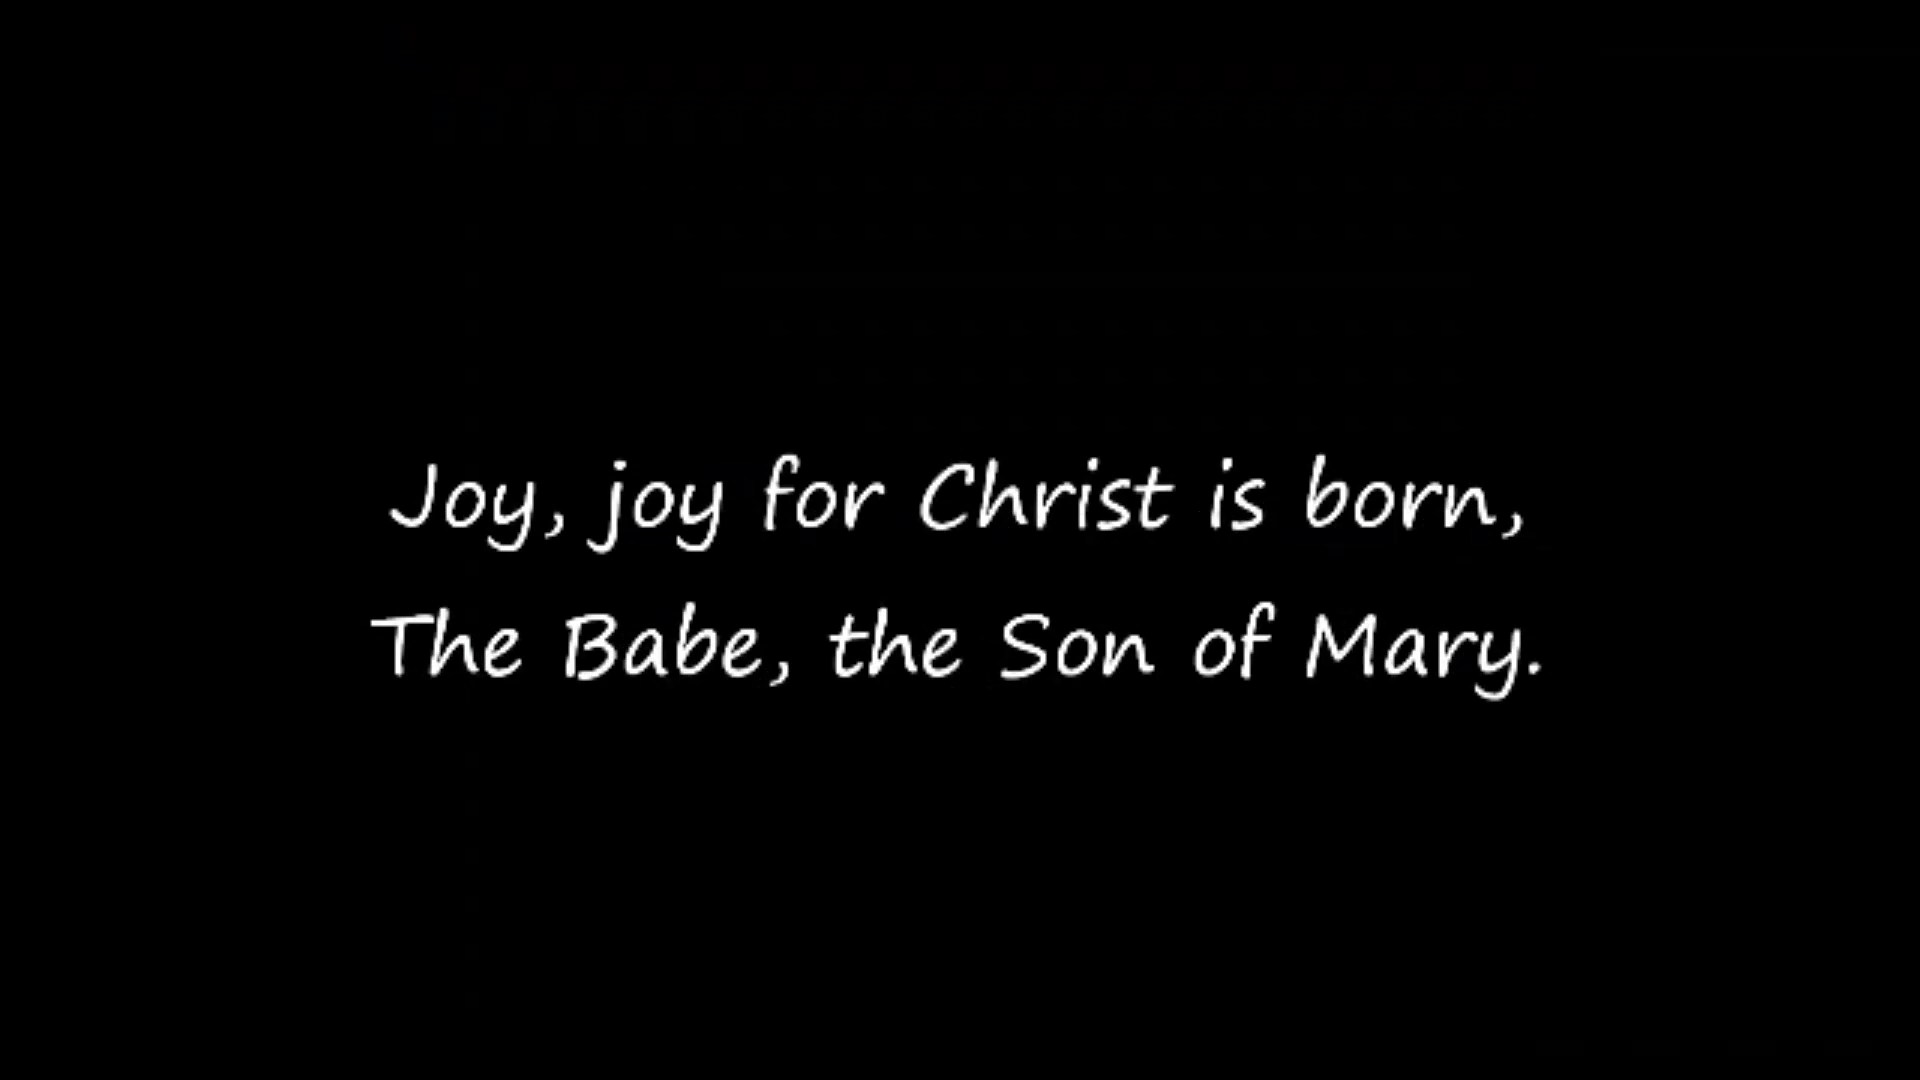 Joy, joy for Christ is born,
The Babe, the Son of Mary.